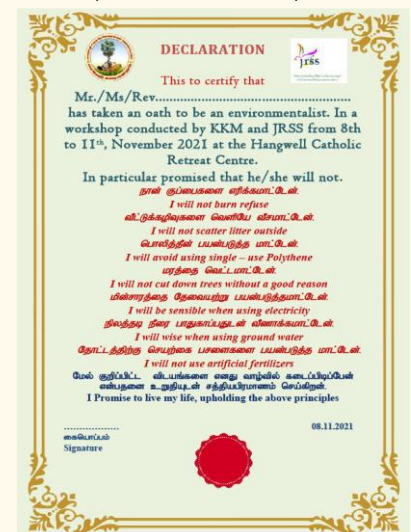 DECLARATION
jrss
This to certify that
Mr./Ms/Rev......................................................
has taken an oath to be an environmentalist. In a
workshop conducted by KKM and JRSS from 8th
to 11th, November 2021 at the Hangwell Catholic
Retreat Centre.
In particular promised that he/she will not.
நான் குப்பைகளை எரிக்கமாட்டேன்.
I will not burn refuse
வீட்டுக்கழிவுகளை வெளியே வீசமாட்டேன்.
I will not scatter litter outside
பொலித்தீன் பயன்படுத்த மாட்டேன்.
I will avoid using single – use Polythene
மரத்தை வெட்டமாட்டேன்.
I will not cut down trees without a good reason
மின்சாரத்தை தேவையற்று பயன்படுத்தமாட்டேன்.
I will be sensible when using electricity
நிலத்தடி நீரை பாதுகாப்பதுடன் வீணாக்கமாட்டேன்.
I will wise when using ground water
தோட்டத்திற்கு செயற்கை பசளைகளை பயன்படுத்த மாட்டேன்.
I will not use artificial fertilizers
மேல் குறிப்பிட்ட விடயங்களை எனது வாழ்வில் கடைப்பிடிப்பேன்
என்பதனை உறுதியுடன் சத்தியபிரமாணம் செய்கிறன்.
I Promise to live my life, upholding the above principles
..................
08.11.2021
கையொப்பம்
Signature